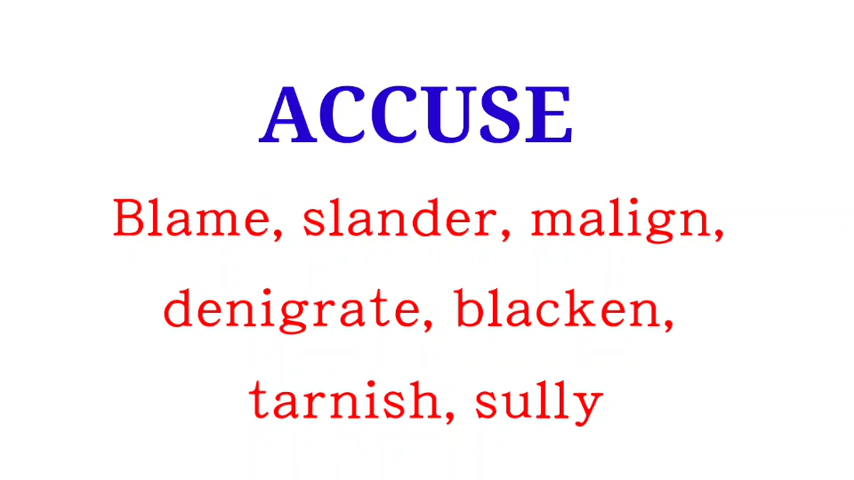 ACCUSE
Blame, slander, malign,
denigrate, blacken,
tarnish, sully